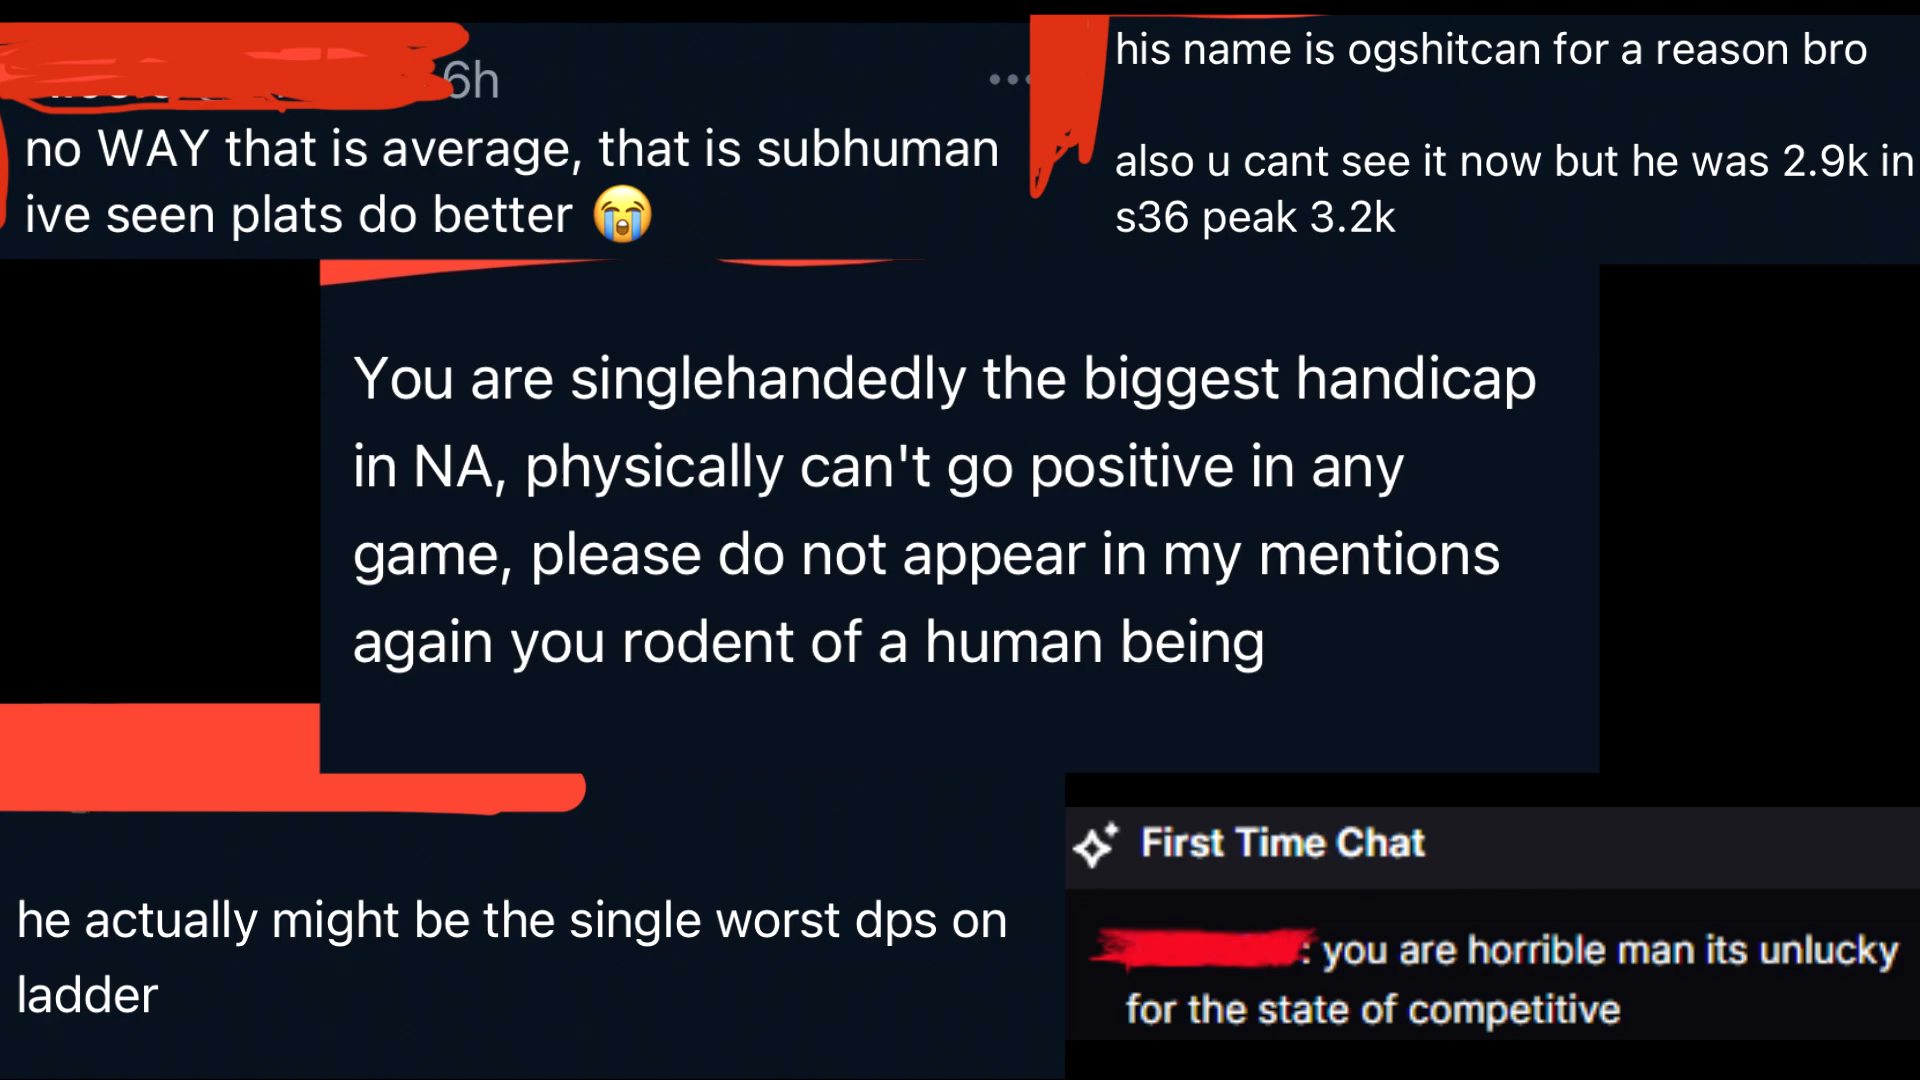 6h
no WAY that is average, that is subhuman
ive seen plats do better 😭
his name is ogshitcan for a reason bro
also u cant see it now but he was 2.9k in
s36 peak 3.2k
You are singlehandedly the biggest handicap
in NA, physically can't go positive in any
game, please do not appear in my mentions
again you rodent of a human being
he actually might be the single worst dps on
ladder
First Time Chat
: you are horrible man its unlucky
for the state of competitive